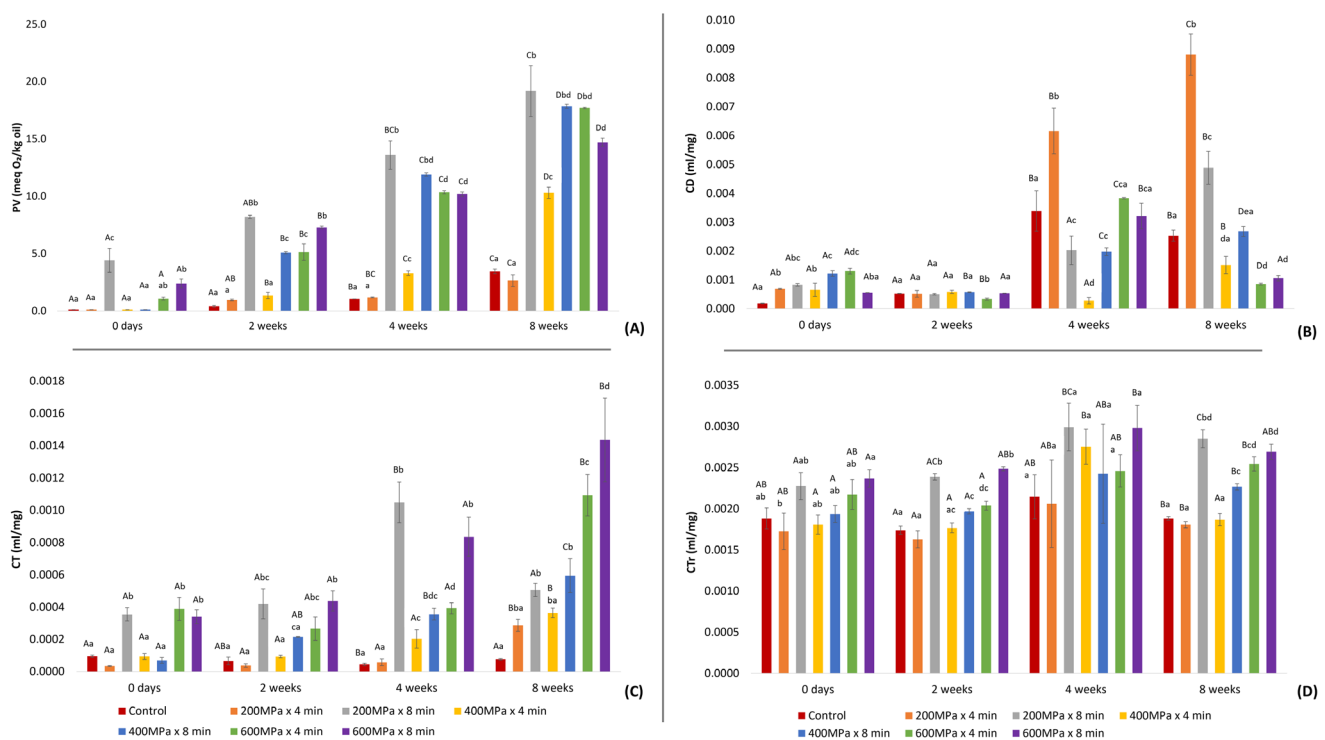 25.0
20.0
15.0
10.0
5.0
0.0
PV (meq O₂/kg oil)
Aa Aa Ac Aa Aa A ab Ab
Aa AB a ABb Ba Bc Bc Bb
Ca BC a BCb Cc Cbd Cd Cd
Ca Ca Cb Dc Dbd Dbd Dd
0 days 2 weeks 4 weeks 8 weeks
(A)
0.010
0.009
0.008
0.007
0.006
0.005
0.004
0.003
0.002
0.001
0.000
CD (ml/mg)
Aa Ab Abc Ab Ac Adc Aba
Aa Aa Aa Aa Ba Bb Aa
Ba Bb Ac Ad Cc Cca Bca
Ba Cb Bc B da Dea Dd Ad
0 days 2 weeks 4 weeks 8 weeks
(B)
0.0018
0.0016
0.0014
0.0012
0.0010
0.0008
0.0006
0.0004
0.0002
0.0000
CT (ml/mg)
Aa Aa Ab Aa Aa Ab Ab
ABa Aa Abc Aa AB ca Abc Ab
Ba Aa Bb Ac Bdc Ad Ab
Aa Bba Ab B ba Cb Bc Bd
0 days 2 weeks 4 weeks 8 weeks
(C)
Control 200MPa x 4 min 200MPa x 8 min 400MPa x 4 min
400MPa x 8 min 600MPa x 4 min 600MPa x 8 min
0.0035
0.0030
0.0025
0.0020
0.0015
0.0010
0.0005
0.0000
CTr (ml/mg)
AB ab AB b Aab A ab A ab AB ab Aa
Aa Aa ACb A ac Ac A dc ABb
AB a ABa BCa Ba ABa AB a Ba
Ba Ba Cbd Aa Bc Bcd ABd
0 days 2 weeks 4 weeks 8 weeks
(D)
Control 200MPa x 4 min 200MPa x 8 min 400MPa x 4 min
400MPa x 8 min 600MPa x 4 min 600MPa x 8 min